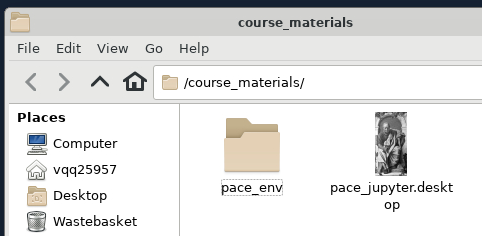 course_materials
File Edit View Go Help
/course_materials/
Places
Computer
vqq25957
Desktop
Wastebasket
pace_env
pace_jupyter.deskt
op